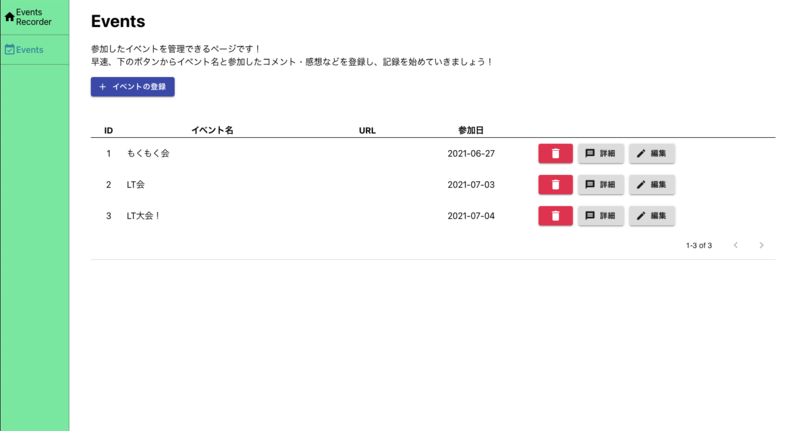 Events
Recorder
Events
Events
参加したイベントを管理できるページです！
早速、下のボタンからイベント名と参加したコメント・感想などを登録し、記録を始めていきましょう！
+ イベントの登録
ID イベント名 URL 参加日
1 もくもく会 2021-06-27 詳細 編集
2 LT会 2021-07-03 詳細 編集
3 LT大会！ 2021-07-04 詳細 編集
1-3 of 3